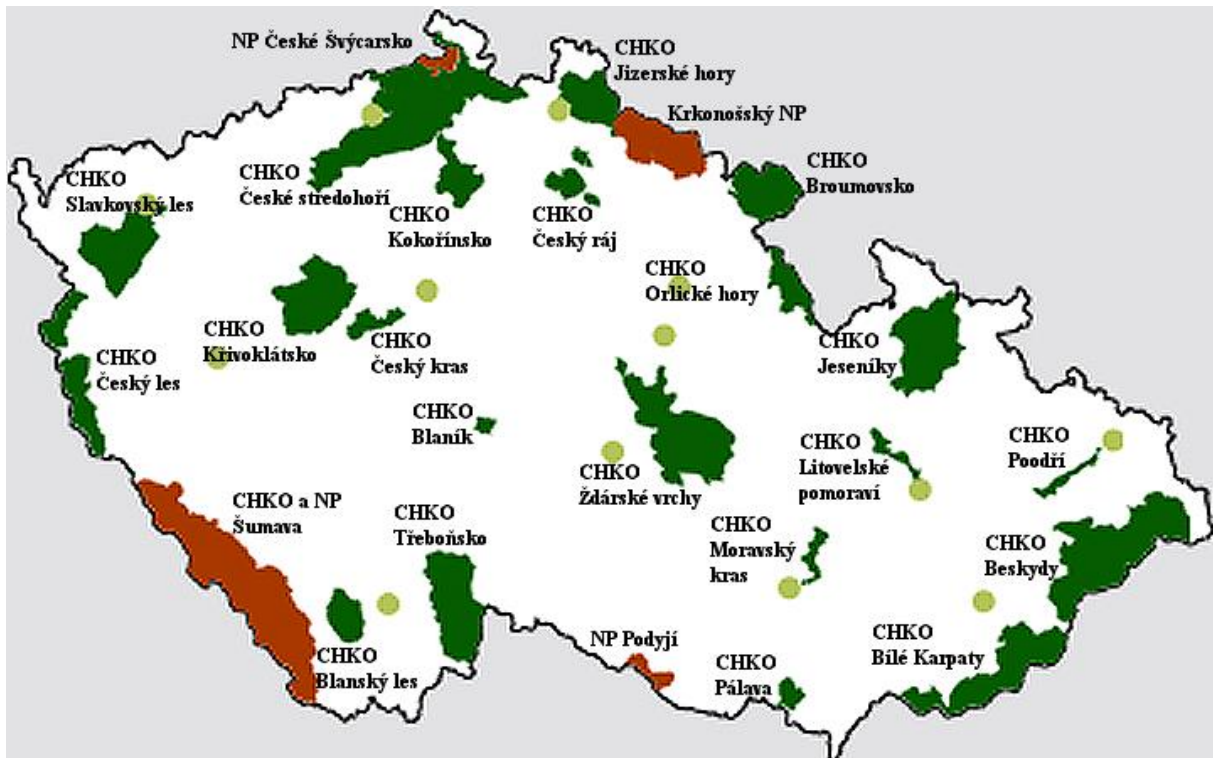 NP České Švýcarsko
CHKO
Jizerské hory
Krkonošský NP
CHKO
Broumovsko
CHKO
Slavkovský les
CHKO
České stredohoří
CHKO
Kokořínsko
CHKO
Český ráj
CHKO
Orlické hory
CHKO
Křivoklátsko
CHKO
Český kras
CHKO
Český les
CHKO
Jeseníky
CHKO
Blaník
CHKO
Žďárské vrchy
CHKO
Litovelské
pomoraví
CHKO
Poodří
CHKO a NP
Šumava
CHKO
Třeboňsko
CHKO
Moravský
kras
CHKO
Beskydy
CHKO
Blanský les
NP Podyjí
CHKO
Pálava
CHKO
Bílé Karpaty